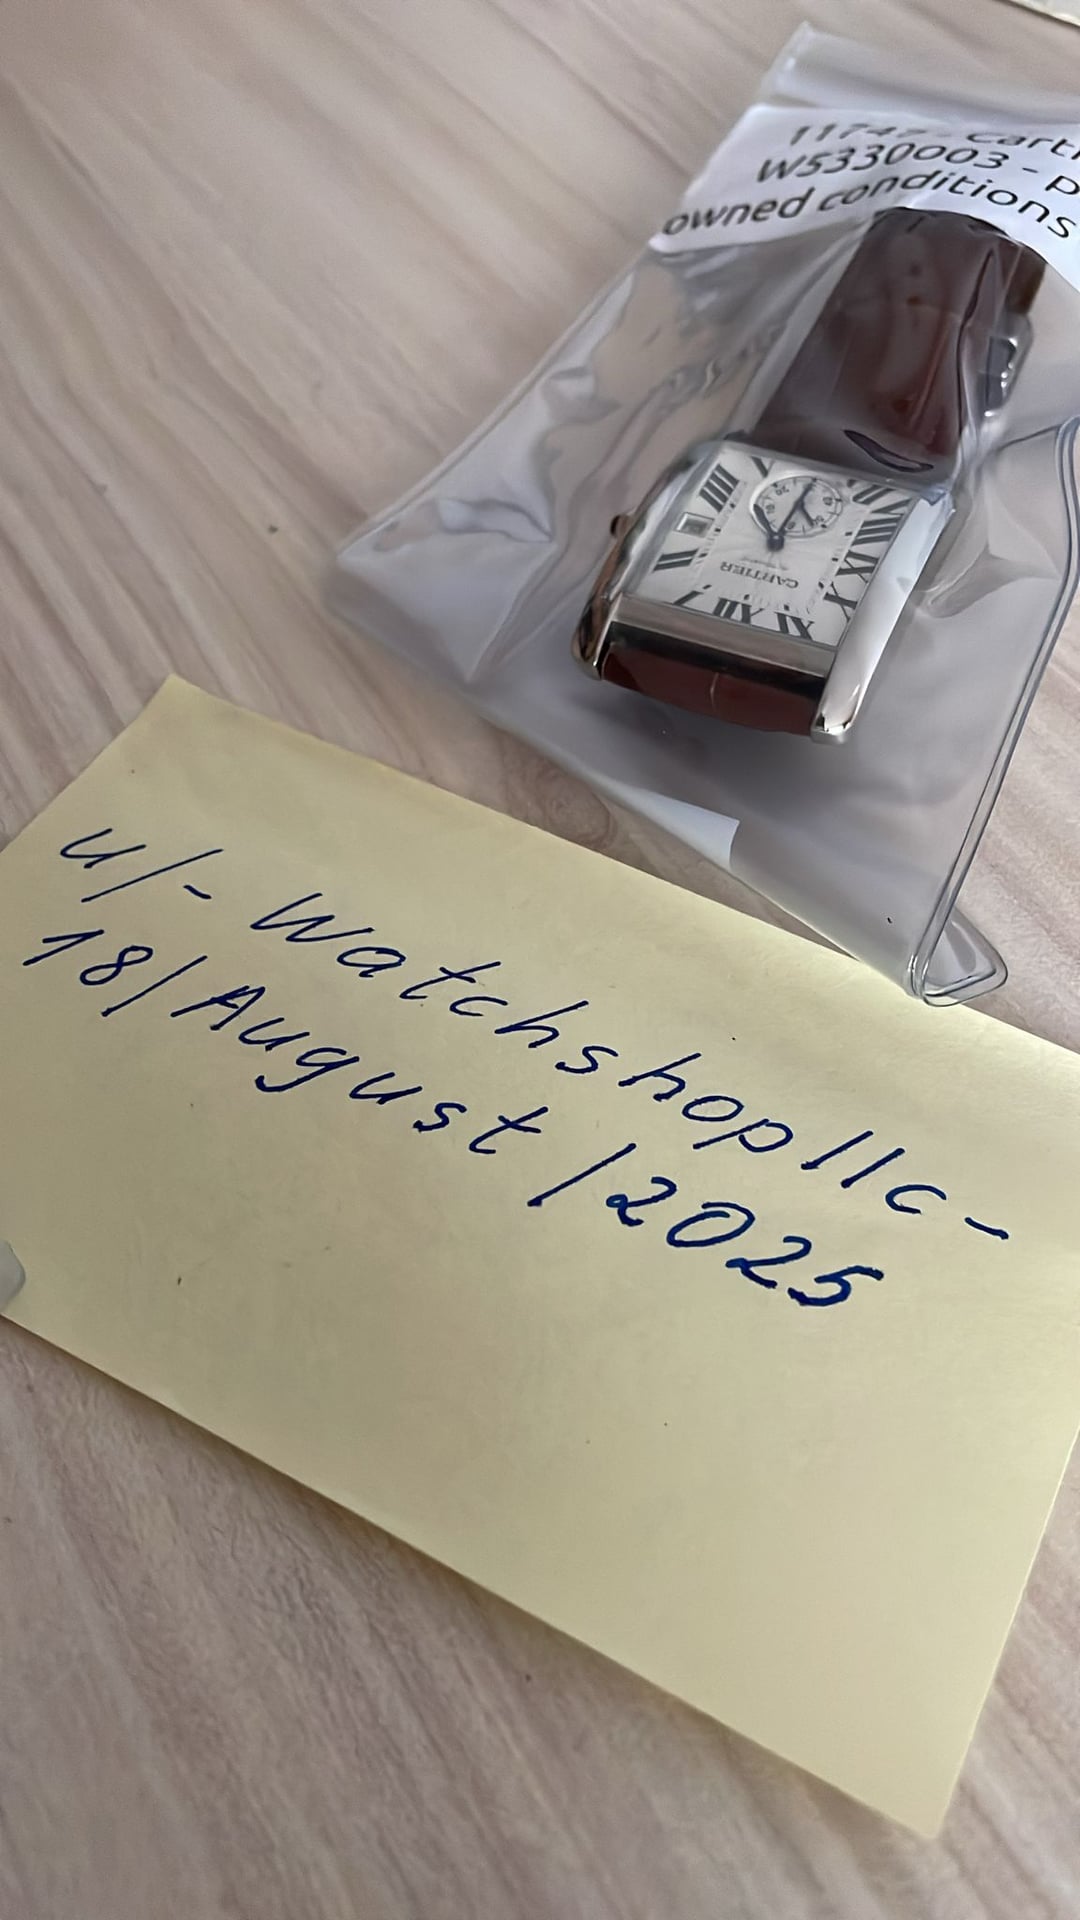 11747 - Carti
W5330003 - p
owned conditions
CARTIER
u/- Watchshopllc-
18/August/2025